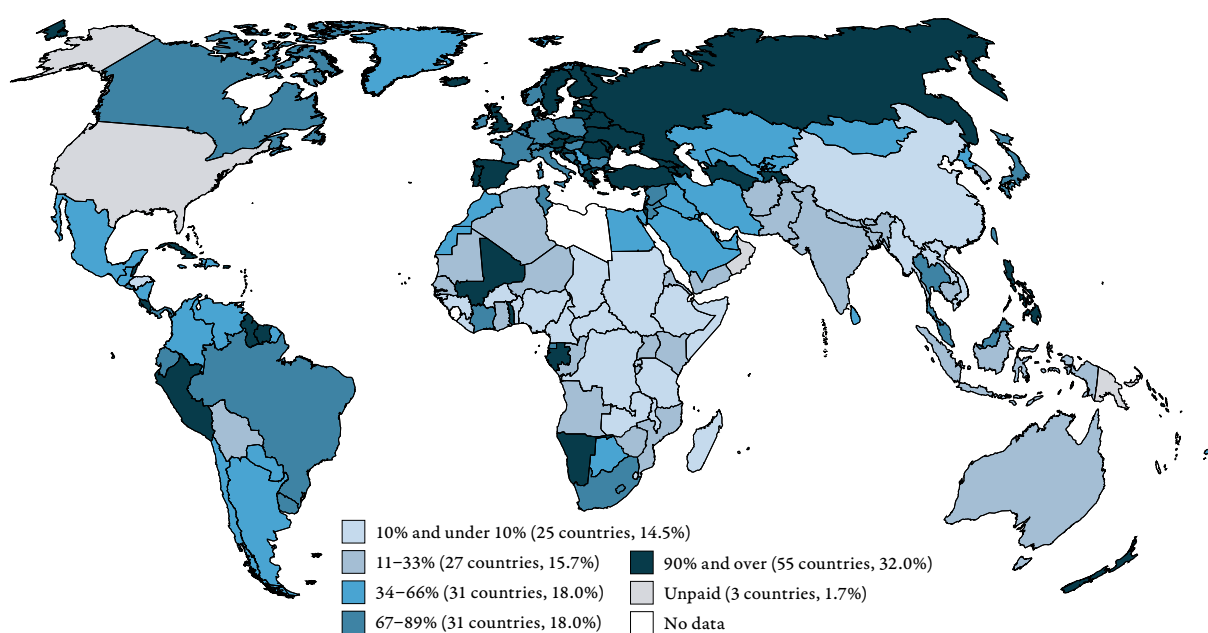 10% and under 10% (25 countries, 14.5%)
11–33% (27 countries, 15.7%)
34–66% (31 countries, 18.0%)
67–89% (31 countries, 18.0%)
90% and over (55 countries, 32.0%)
Unpaid (3 countries, 1.7%)
No data